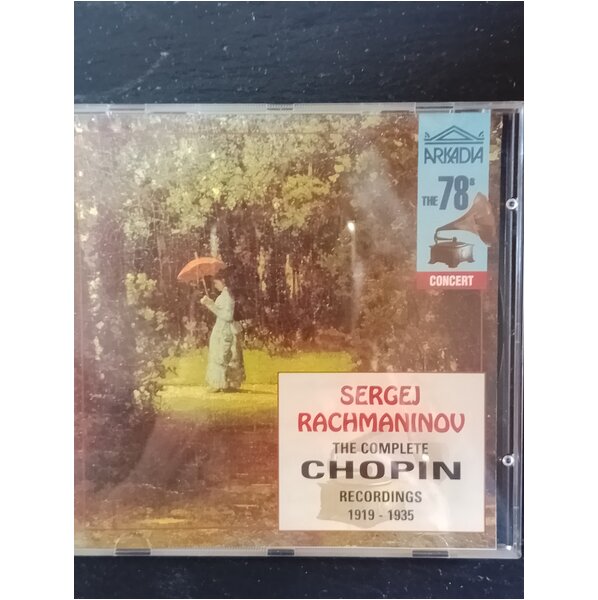 ARKADIA
THE 78s
CONCERT
SERGEJ
RACHMANINOV
THE COMPLETE
CHOPIN
RECORDINGS
1919 - 1935